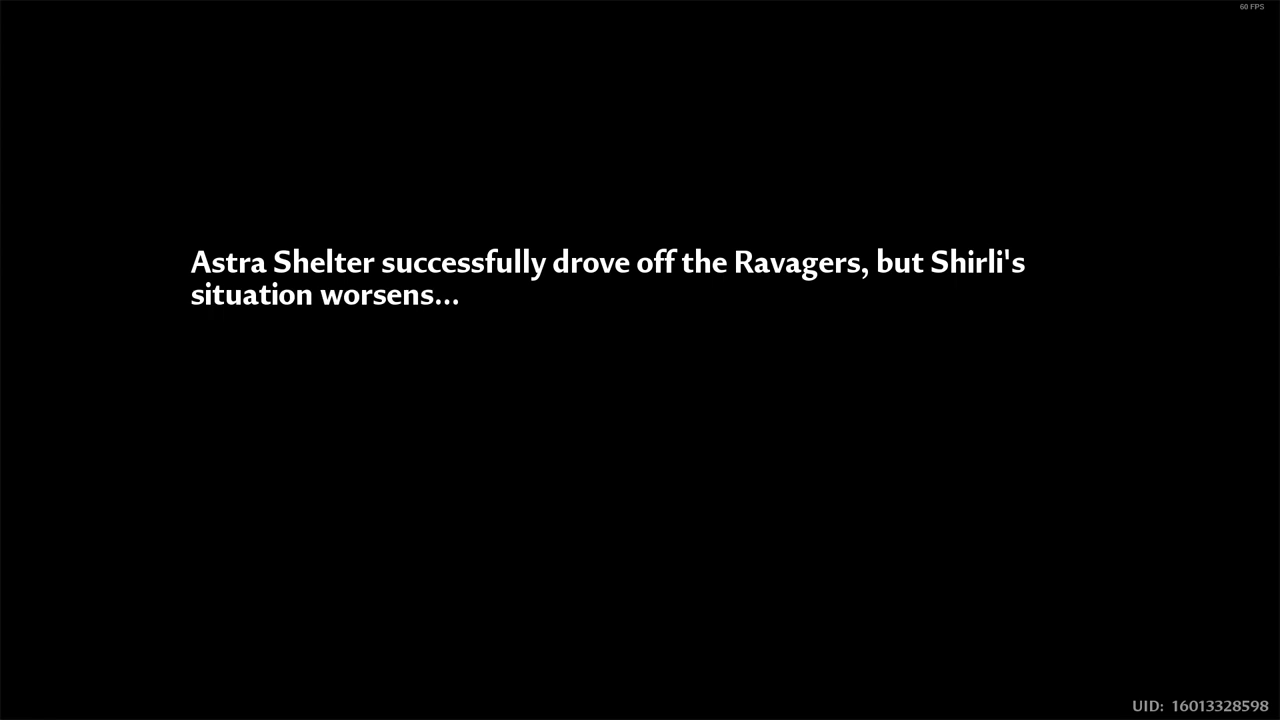 60 FPS
Astra Shelter successfully drove off the Ravagers, but Shirli's
situation worsens...
UID: 16013328598